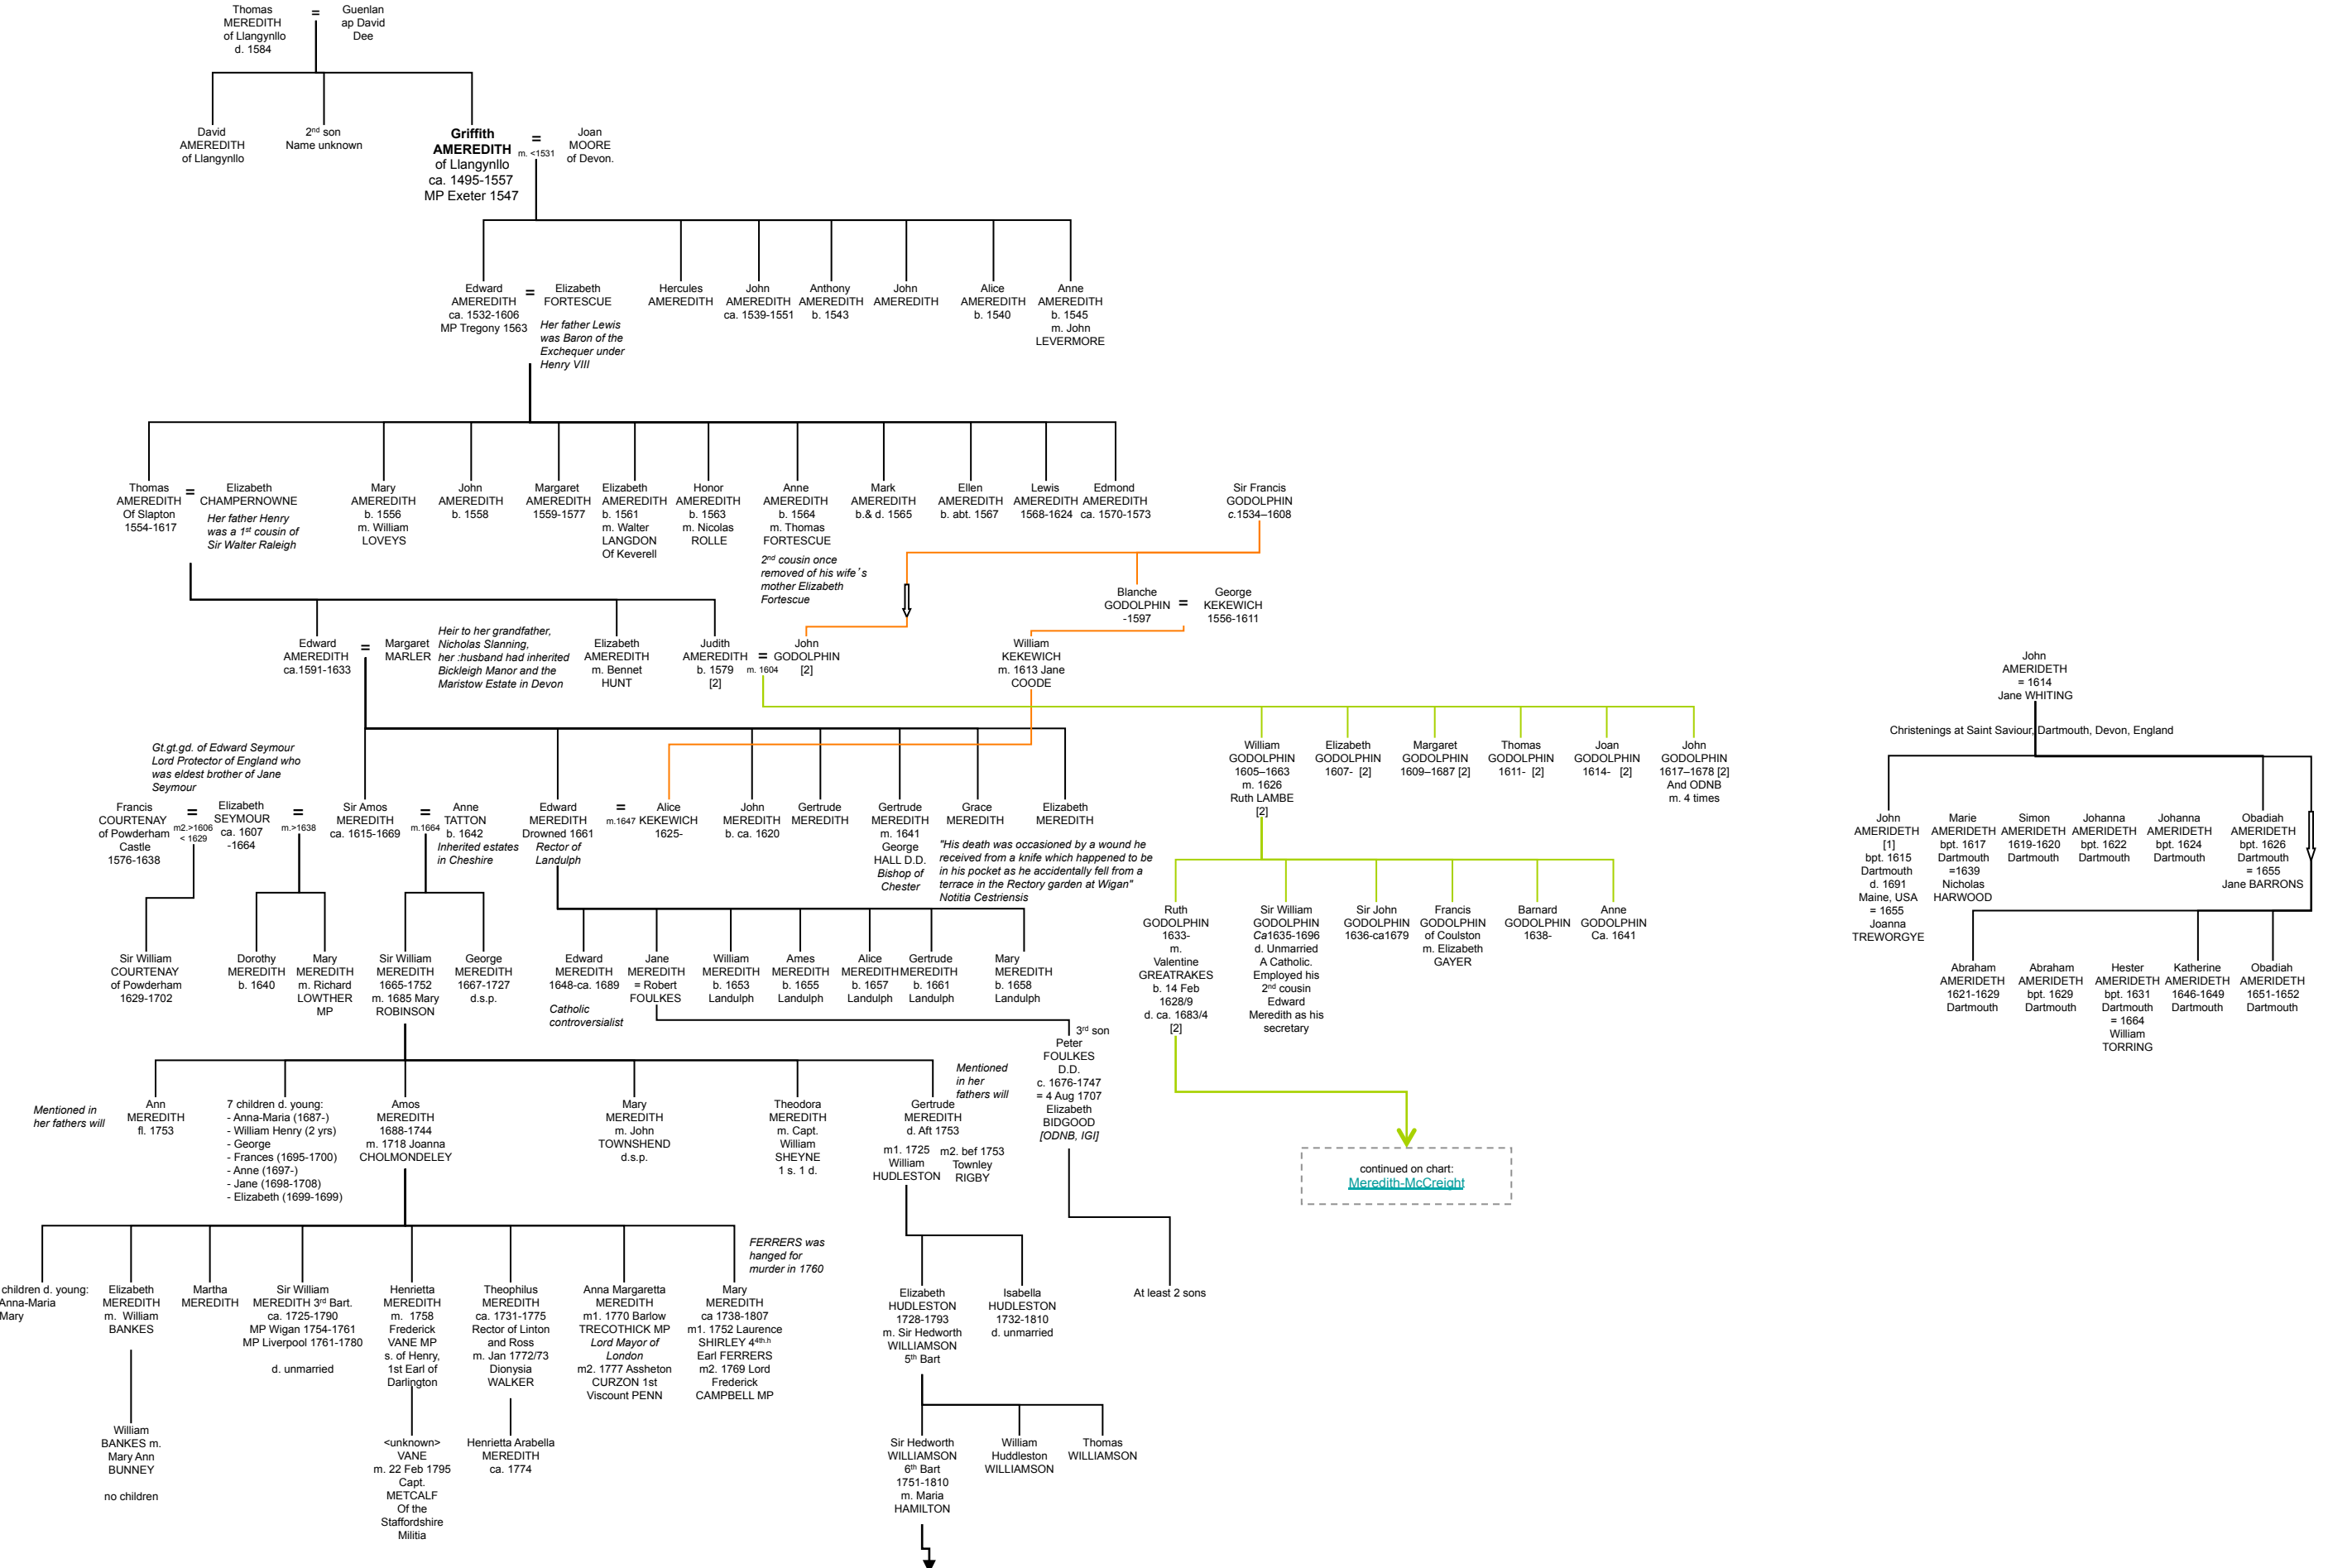 Thomas
MEREDITH
of Llangynllo
d. 1584
=
Guenlan
ap David
Dee
David
AMEREDITH
of Llangynllo
2nd son
Name unknown
Griffith
AMEREDITH
of Llangynllo
ca. 1495-1557
MP Exeter 1547
=
m. <1531
Joan
MOORE
of Devon.
Edward
AMEREDITH
ca. 1532-1606
MP Tregony 1563
=
Elizabeth
FORTESCUE
Her father Lewis
was Baron of the
Exchequer under
Henry VIII
Hercules
AMEREDITH
John
AMEREDITH
ca. 1539-1551
Anthony
AMEREDITH
b. 1543
John
AMEREDITH
Alice
AMEREDITH
b. 1540
Anne
AMEREDITH
b. 1545
m. John
LEVERMORE
Thomas
AMEREDITH
Of Slapton
1554-1617
=
Elizabeth
CHAMPERNOWNE
Her father Henry
was a 1st cousin of
Sir Walter Raleigh
Mary
AMEREDITH
b. 1556
m. William
LOVEYS
John
AMEREDITH
b. 1558
Margaret
AMEREDITH
1559-1577
Elizabeth
AMEREDITH
b. 1561
m. Walter
LANGDON
Of Keverell
Honor
AMEREDITH
b. 1563
m. Nicolas
ROLLE
Anne
AMEREDITH
b. 1564
m. Thomas
FORTESCUE
2nd cousin once
removed of his wife´s
mother Elizabeth
Fortescue
Mark
AMEREDITH
b.& d. 1565
Ellen
AMEREDITH
b. abt. 1567
Lewis
AMEREDITH
1568-1624
Edmond
AMEREDITH
ca. 1570-1573
Sir Francis
GODOLPHIN
c.1534–1608
Blanche
GODOLPHIN
-1597
=
George
KEKEWICH
1556-1611
Edward
AMEREDITH
ca.1591-1633
=
Margaret
MARLER
Heir to her grandfather,
Nicholas Slanning,
her :husband had inherited
Bickleigh Manor and the
Maristow Estate in Devon
Elizabeth
AMEREDITH
m. Bennet
HUNT
Judith
AMEREDITH
b. 1579
[2]
=
m. 1604
John
GODOLPHIN
[2]
William
KEKEWICH
m. 1613 Jane
COODE
John
AMERIDETH
= 1614
Jane WHITING
Christenings at Saint Saviour, Dartmouth, Devon, England
Gt.gt.gd. of Edward Seymour
Lord Protector of England who
was eldest brother of Jane
Seymour
William
GODOLPHIN
1605–1663
m. 1626
Ruth LAMBE
[2]
Elizabeth
GODOLPHIN
1607- [2]
Margaret
GODOLPHIN
1609–1687 [2]
Thomas
GODOLPHIN
1611- [2]
Joan
GODOLPHIN
1614- [2]
John
GODOLPHIN
1617–1678 [2]
And ODNB
m. 4 times
Francis
COURTENAY
of Powderham
Castle
1576-1638
=
m2.>1606
< 1629
Elizabeth
SEYMOUR
ca. 1607
-1664
=
m.>1638
Sir Amos
MEREDITH
ca. 1615-1669
=
m.1664
Anne
TATTON
b. 1642
Inherited estates
in Cheshire
Edward
MEREDITH
Drowned 1661
Rector of
Landulph
=
m.1647
Alice
KEKEWICH
1625-
John
MEREDITH
b. ca. 1620
Gertrude
MEREDITH
Gertrude
MEREDITH
m. 1641
George
HALL D.D.
Bishop of
Chester
Grace
MEREDITH
Elizabeth
MEREDITH
"His death was occasioned by a wound he
received from a knife which happened to be
in his pocket as he accidentally fell from a
terrace in the Rectory garden at Wigan"
Notitia Cestriensis
John
AMERIDETH
[1]
bpt. 1615
Dartmouth
d. 1691
Maine, USA
= 1655
Joanna
TREWORGYE
Marie
AMERIDETH
bpt. 1617
Dartmouth
=1639
Nicholas
HARWOOD
Simon
AMERIDETH
1619-1620
Dartmouth
Johanna
AMERIDETH
bpt. 1622
Dartmouth
Johanna
AMERIDETH
bpt. 1624
Dartmouth
Obadiah
AMERIDETH
bpt. 1626
Dartmouth
= 1655
Jane BARRONS
Ruth
GODOLPHIN
1633-
m.
Valentine
GREATRAKES
b. 14 Feb
1628/9
d. ca. 1683/4
[2]
Sir William
GODOLPHIN
Ca1635-1696
d. Unmarried
A Catholic.
Employed his
2nd cousin
Edward
Meredith as his
secretary
Sir John
GODOLPHIN
1636-ca1679
Francis
GODOLPHIN
of Coulston
m. Elizabeth
GAYER
Barnard
GODOLPHIN
1638-
Anne
GODOLPHIN
Ca. 1641
Sir William
COURTENAY
of Powderham
1629-1702
Dorothy
MEREDITH
b. 1640
Mary
MEREDITH
m. Richard
LOWTHER
MP
Sir William
MEREDITH
1665-1752
m. 1685 Mary
ROBINSON
George
MEREDITH
1667-1727
d.s.p.
Edward
MEREDITH
1648-ca. 1689
Catholic
controversialist
Jane
MEREDITH
= Robert
FOULKES
William
MEREDITH
b. 1653
Landulph
Ames
MEREDITH
b. 1655
Landulph
Alice
MEREDITH
b. 1657
Landulph
Gertrude
MEREDITH
b. 1661
Landulph
Mary
MEREDITH
b. 1658
Landulph
Abraham
AMERIDETH
1621-1629
Dartmouth
Abraham
AMERIDETH
bpt. 1629
Dartmouth
Hester
AMERIDETH
bpt. 1631
Dartmouth
= 1664
William
TORRING
Katherine
AMERIDETH
1646-1649
Dartmouth
Obadiah
AMERIDETH
1651-1652
Dartmouth
3rd son
Peter
FOULKES
D.D.
c. 1676-1747
= 4 Aug 1707
Elizabeth
BIDGOOD
[ODNB, IGI]
Mentioned in
her fathers will
Ann
MEREDITH
fl. 1753
7 children d. young:
- Anna-Maria (1687-)
- William Henry (2 yrs)
- George
- Frances (1695-1700)
- Anne (1697-)
- Jane (1698-1708)
- Elizabeth (1699-1699)
Amos
MEREDITH
1688-1744
m. 1718 Joanna
CHOLMONDELEY
Mary
MEREDITH
m. John
TOWNSHEND
d.s.p.
Theodora
MEREDITH
m. Capt.
William
SHEYNE
1 s. 1 d.
Mentioned
in her
fathers will
Gertrude
MEREDITH
d. Aft 1753
m1. 1725
William
HUDLESTON
m2. bef 1753
Townley
RIGBY
continued on chart:
Meredith-McCreight
children d. young:
Anna-Maria
Mary
Elizabeth
MEREDITH
m. William
BANKES
Martha
MEREDITH
Sir William
MEREDITH 3rd Bart.
ca. 1725-1790
MP Wigan 1754-1761
MP Liverpool 1761-1780
d. unmarried
Henrietta
MEREDITH
m. 1758
Frederick
VANE MP
s. of Henry,
1st Earl of
Darlington
Theophilus
MEREDITH
ca. 1731-1775
Rector of Linton
and Ross
m. Jan 1772/73
Dionysia
WALKER
Anna Margaretta
MEREDITH
m1. 1770 Barlow
TRECOTHICK MP
Lord Mayor of
London
m2. 1777 Assheton
CURZON 1st
Viscount PENN
FERRERS was
hanged for
murder in 1760
Mary
MEREDITH
ca 1738-1807
m1. 1752 Laurence
SHIRLEY 44th.h
Earl FERRERS
m2. 1769 Lord
Frederick
CAMPBELL MP
Elizabeth
HUDLESTON
1728-1793
m. Sir Hedworth
WILLIAMSON
5th Bart
Isabella
HUDLESTON
1732-1810
d. unmarried
At least 2 sons
William
BANKES m.
Mary Ann
BUNNEY
no children
<unknown>
VANE
m. 22 Feb 1795
Capt.
METCALF
Of the
Staffordshire
Militia
Henrietta Arabella
MEREDITH
ca. 1774
Sir Hedworth
WILLIAMSON
6th Bart
1751-1810
m. Maria
HAMILTON
William
Huddleston
WILLIAMSON
Thomas
WILLIAMSON